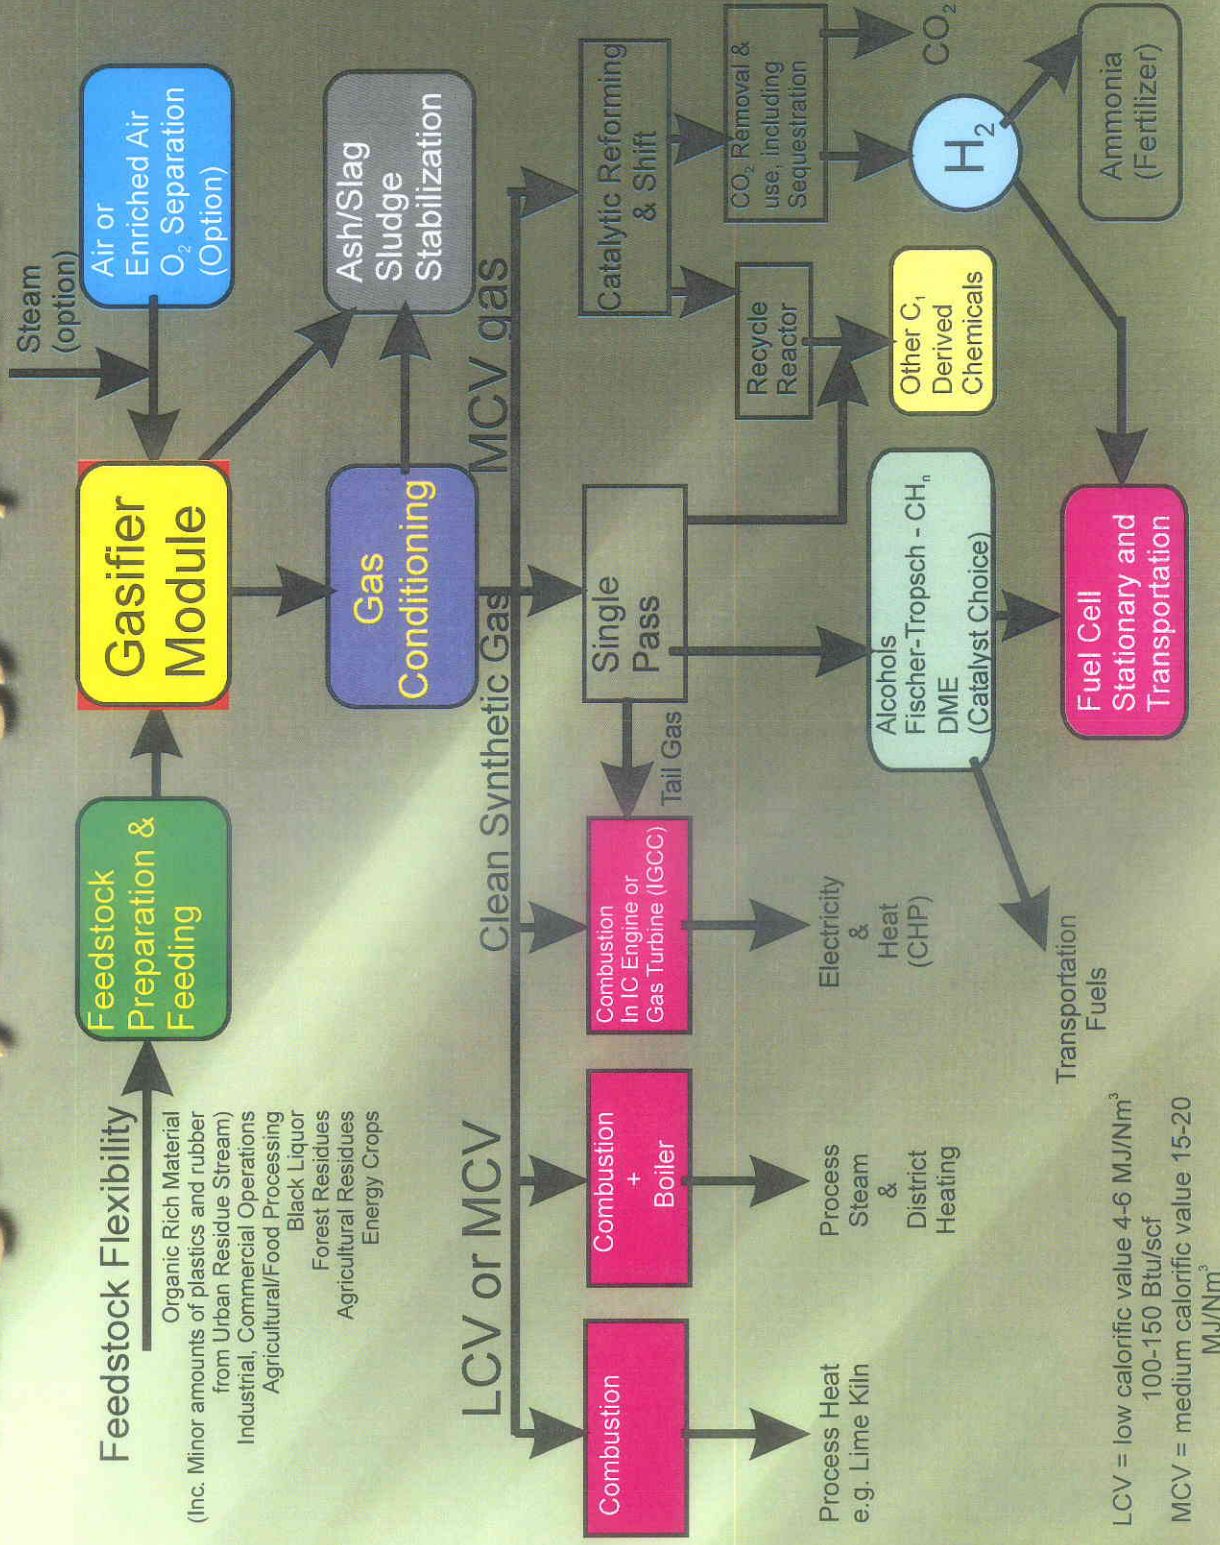 Steam
(option)
Feedstock Flexibility
Organic Rich Material
(Inc. Minor amounts of plastics and rubber
from Urban Residue Stream)
Industrial, Commercial Operations
Agricultural/Food Processing
Black Liquor
Forest Residues
Agricultural Residues
Energy Crops
Feedstock
Preparation &
Feeding
Gasifier
Module
Air or
Enriched Air
O₂ Separation
(Option)
Gas
Conditioning
Ash/Slag
Sludge
Stabilization
LCV or MCV
Clean Synthetic Gas
MCV gas
Combustion
Combustion
+
Boiler
Combustion
In IC Engine or
Gas Turbine (IGCC)
Tail Gas
Single
Pass
Catalytic Reforming
& Shift
Recycle
Reactor
CO₂ Removal &
use, including
Sequestration
Process Heat
e.g. Lime Kiln
Process
Steam
&
District
Heating
Electricity
&
Heat
(CHP)
Alcohols
Fischer-Tropsch - CHₙ
DME
(Catalyst Choice)
Other C₁
Derived
Chemicals
H₂
CO₂
Transportation
Fuels
Fuel Cell
Stationary and
Transportation
Ammonia
(Fertilizer)
LCV = low calorific value 4-6 MJ/Nm³
100-150 Btu/scf
MCV = medium calorific value 15-20
MJ/Nm³